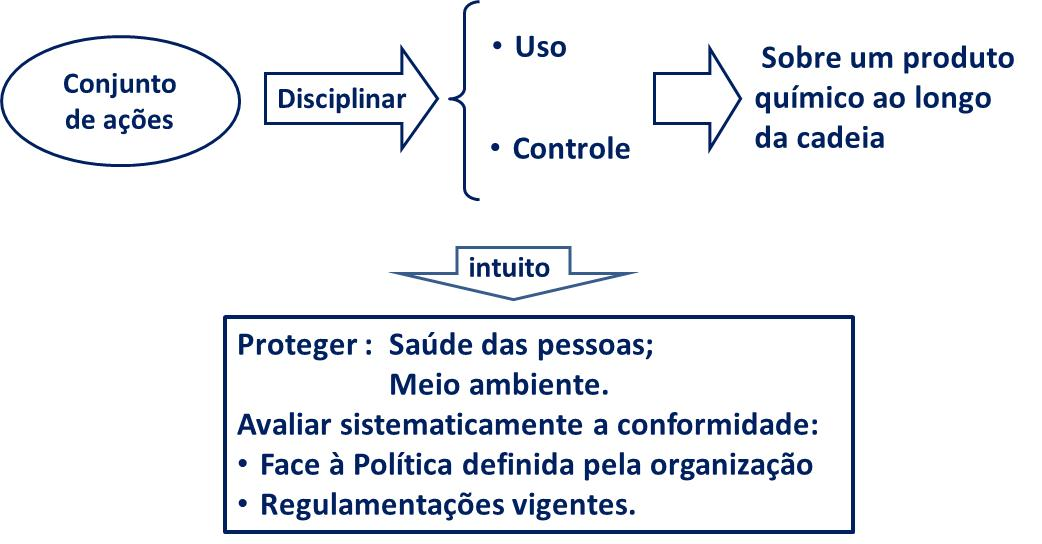 Conjunto
de ações
Disciplinar
• Uso
• Controle
Sobre um produto
químico ao longo
da cadeia
intuito
Proteger : Saúde das pessoas;
Meio ambiente.
Avaliar sistematicamente a conformidade:
• Face à Política definida pela organização
• Regulamentações vigentes.